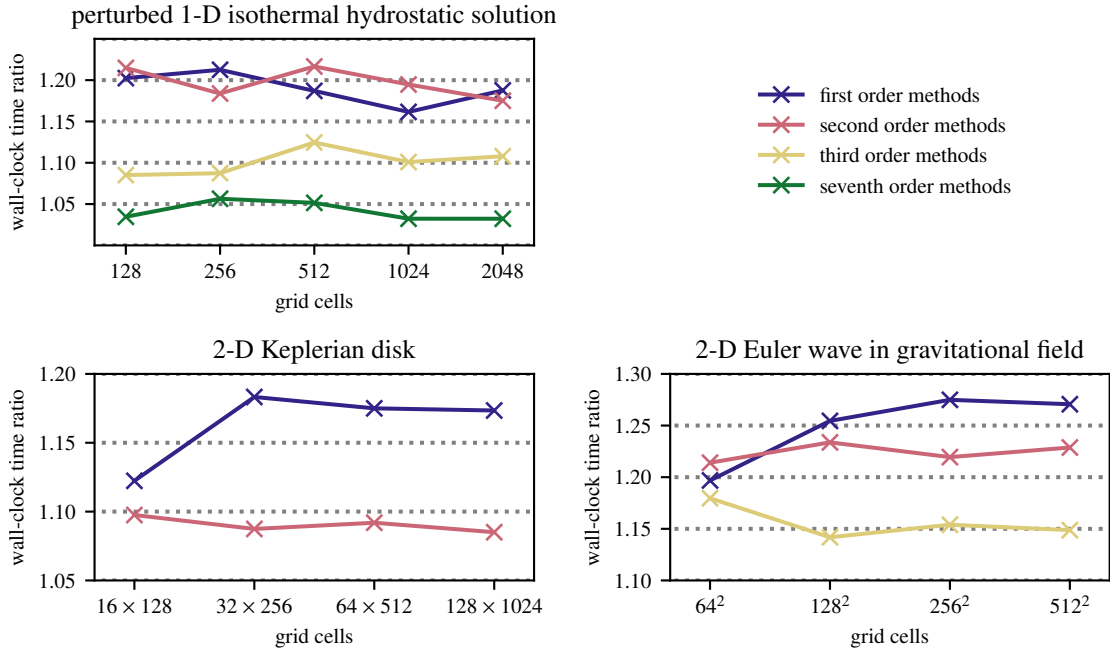 perturbed 1-D isothermal hydrostatic solution
wall-clock time ratio
1.20
1.15
1.10
1.05
128 256 512 1024 2048
grid cells
first order methods
second order methods
third order methods
seventh order methods
2-D Keplerian disk
wall-clock time ratio
1.20
1.15
1.10
1.05
16 × 128 32 × 256 64 × 512 128 × 1024
grid cells
2-D Euler wave in gravitational field
wall-clock time ratio
1.30
1.25
1.20
1.15
1.10
64² 128² 256² 512²
grid cells